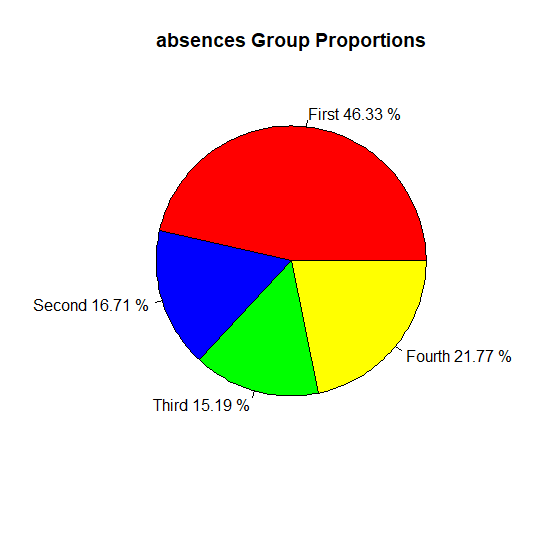 absences Group Proportions
First 46.33 %
Second 16.71 %
Fourth 21.77 %
Third 15.19 %